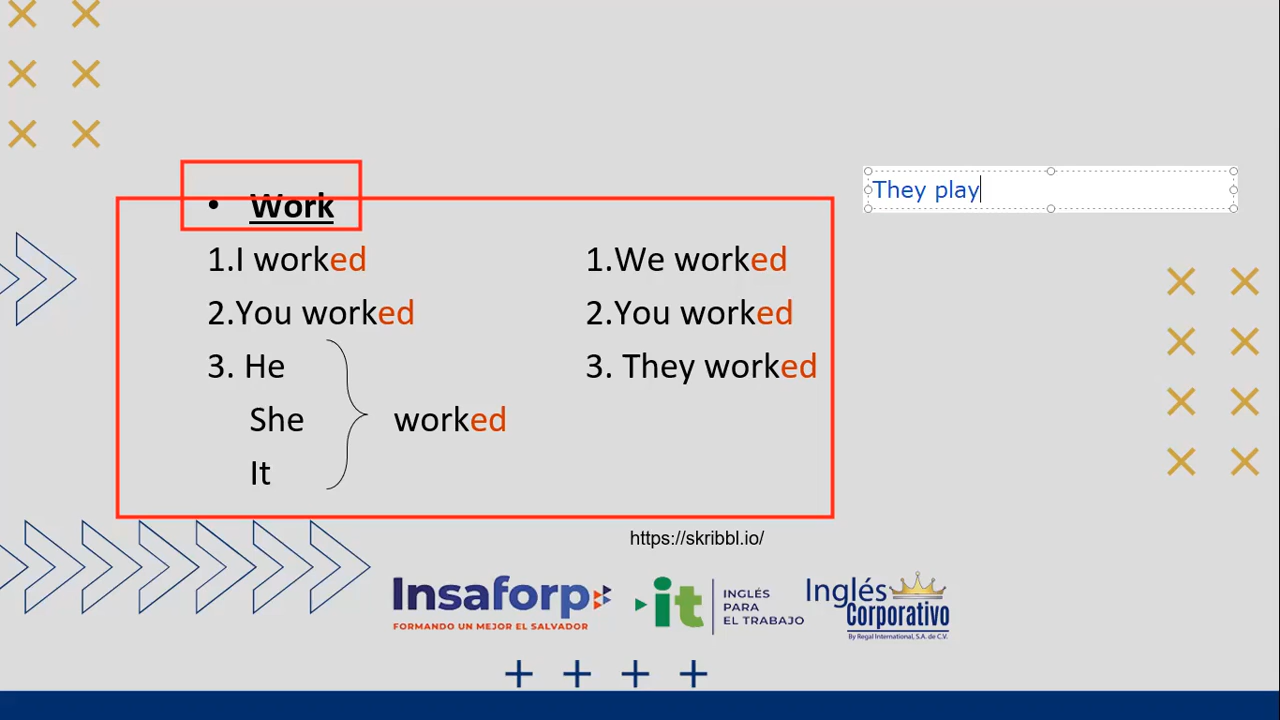 They play
• Work
1.I worked
2.You worked
3. He
She
It
worked
1.We worked
2.You worked
3. They worked
https://skribbl.io/
Insaforp
FORMANDO UN MEJOR EL SALVADOR
it
INGLÉS
PARA
EL TRABAJO
Inglés
Corporativo
By Regal International, S.A. de C.V.